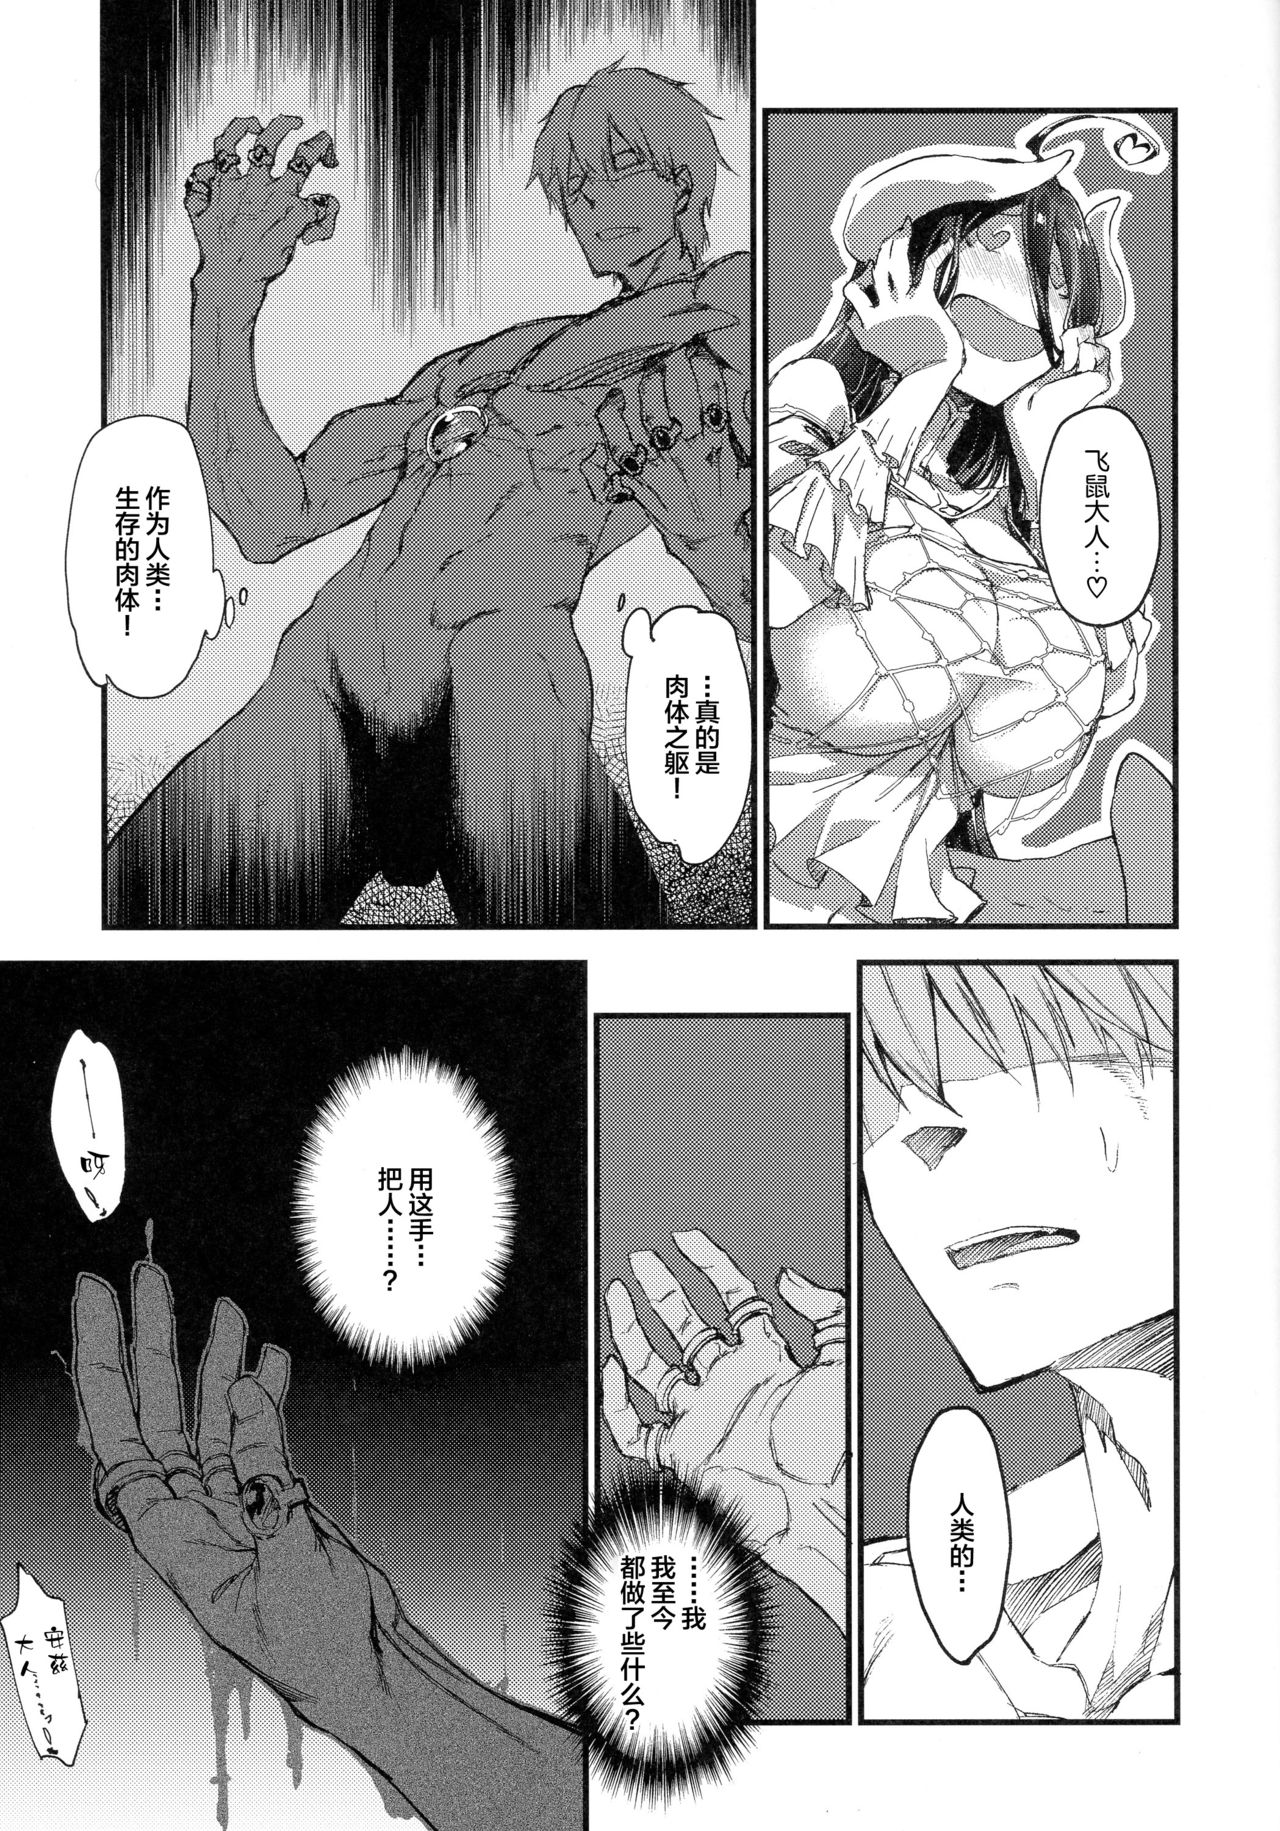 飞鼠大人…♡
…真的是
肉体之躯！
作为人类…
生存的肉体！
人类的…
……我
我至今
都做了些什么？
用这手…
把人……？
呀
安兹
大人